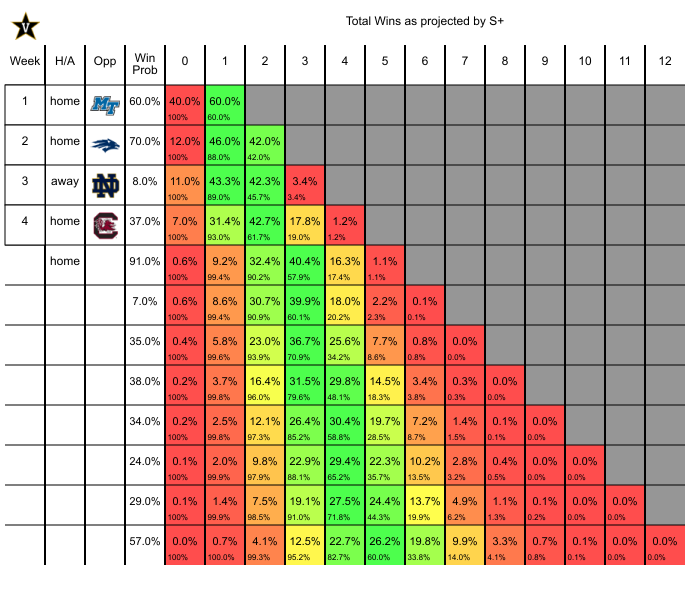 Total Wins as projected by S+
V
Week H/A Opp Win Prob 0 1 2 3 4 5 6 7 8 9 10 11 12
1 home MT 60.0% 40.0% 60.0%
100% 60.0%
2 home 70.0% 12.0% 46.0% 42.0%
100% 88.0% 42.0%
3 away ND 8.0% 11.0% 43.3% 42.3% 3.4%
100% 89.0% 45.7% 3.4%
4 home C 37.0% 7.0% 31.4% 42.7% 17.8% 1.2%
100% 93.0% 61.7% 19.0% 1.2%
home 91.0% 0.6% 9.2% 32.4% 40.4% 16.3% 1.1%
100% 99.4% 90.2% 57.9% 17.4% 1.1%
7.0% 0.6% 8.6% 30.7% 39.9% 18.0% 2.2% 0.1%
100% 99.4% 90.9% 60.1% 20.2% 2.3% 0.1%
35.0% 0.4% 5.8% 23.0% 36.7% 25.6% 7.7% 0.8% 0.0%
100% 99.6% 93.9% 70.9% 34.2% 8.6% 0.8% 0.0%
38.0% 0.2% 3.7% 16.4% 31.5% 29.8% 14.5% 3.4% 0.3% 0.0%
100% 99.8% 96.0% 79.6% 48.1% 18.3% 3.8% 0.3% 0.0%
34.0% 0.2% 2.5% 12.1% 26.4% 30.4% 19.7% 7.2% 1.4% 0.1% 0.0%
100% 99.8% 97.3% 85.2% 58.8% 28.5% 8.7% 1.5% 0.1% 0.0%
24.0% 0.1% 2.0% 9.8% 22.9% 29.4% 22.3% 10.2% 2.8% 0.4% 0.0% 0.0%
100% 99.9% 97.9% 88.1% 65.2% 35.7% 13.5% 3.2% 0.5% 0.0% 0.0%
29.0% 0.1% 1.4% 7.5% 19.1% 27.5% 24.4% 13.7% 4.9% 1.1% 0.1% 0.0% 0.0%
100% 99.9% 98.5% 91.0% 71.8% 44.3% 19.9% 6.2% 1.3% 0.2% 0.0% 0.0%
57.0% 0.0% 0.7% 4.1% 12.5% 22.7% 26.2% 19.8% 9.9% 3.3% 0.7% 0.1% 0.0% 0.0%
100% 100.0% 99.3% 95.2% 82.7% 60.0% 33.8% 14.0% 4.1% 0.8% 0.1% 0.0% 0.0%